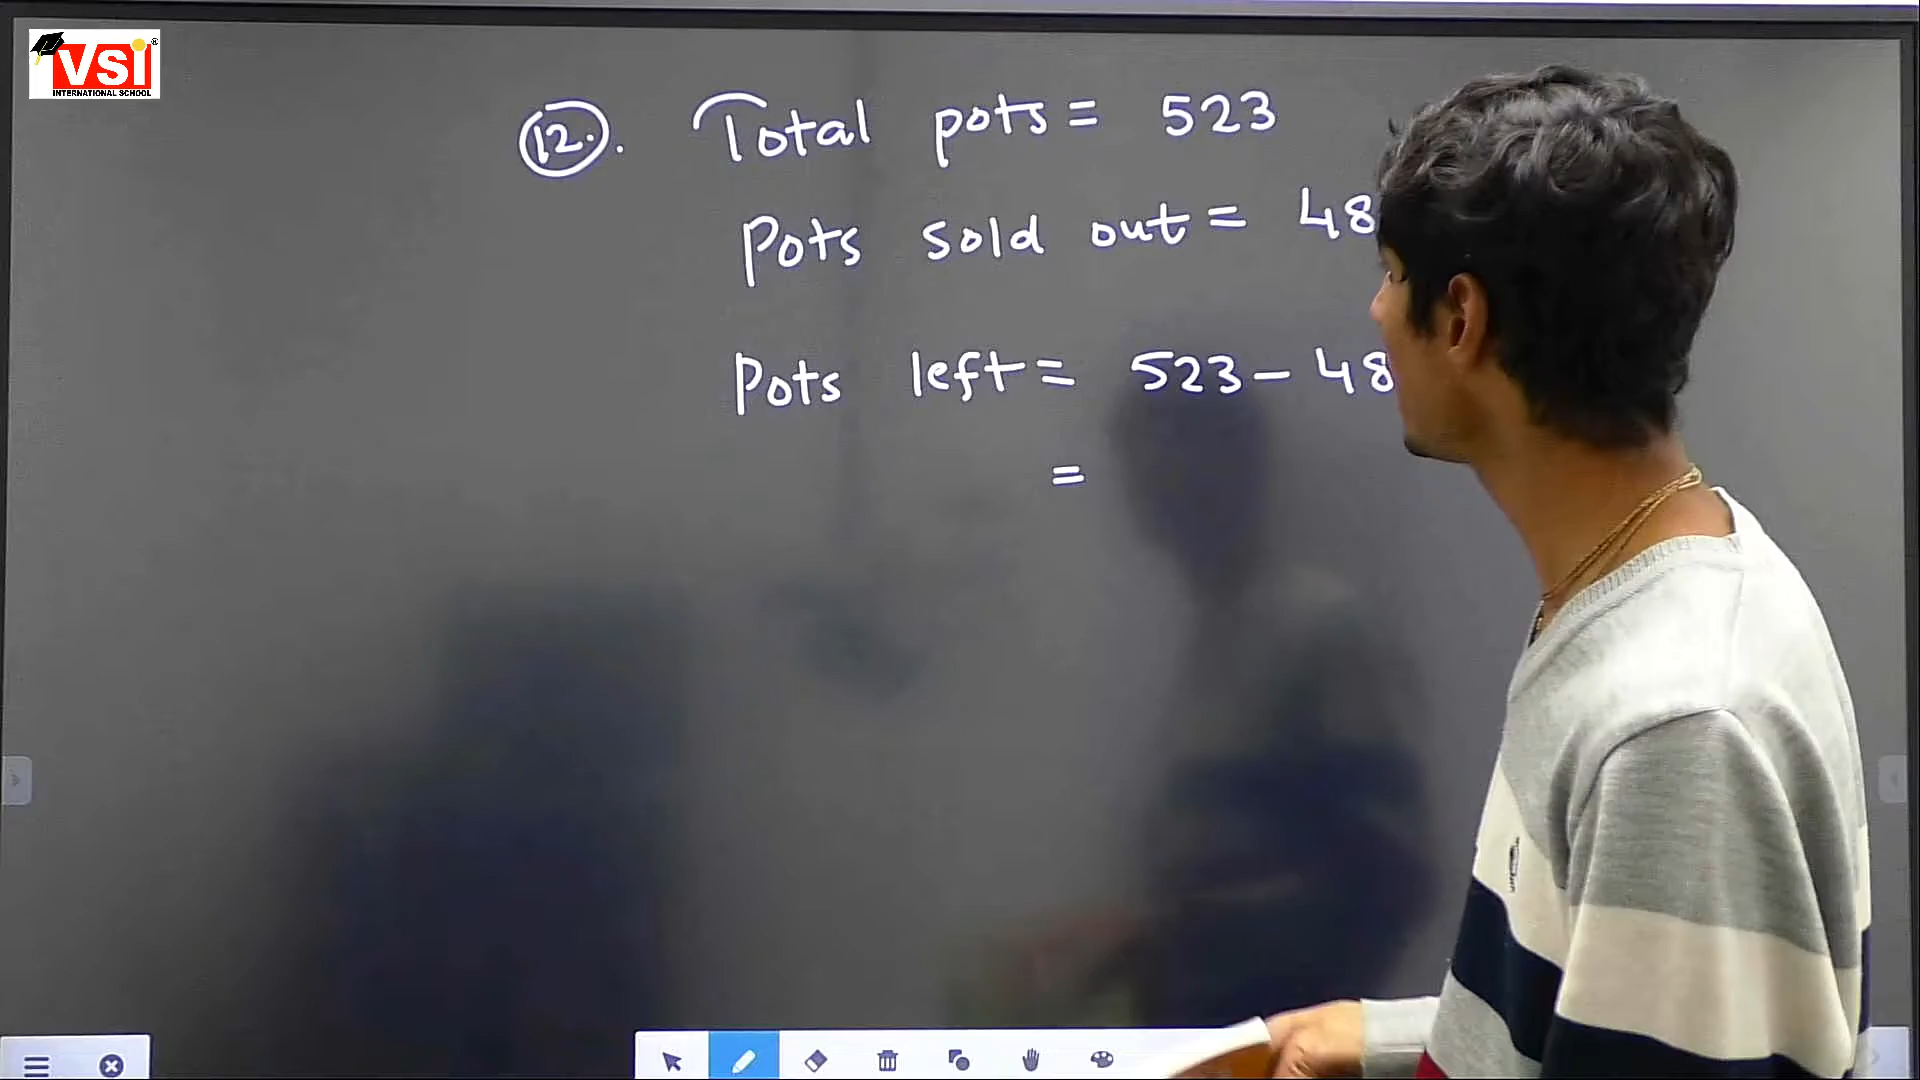 VSI
INTERNATIONAL SCHOOL
12. Total pots = 523
Pots sold out = 48
Pots left = 523 - 48
=